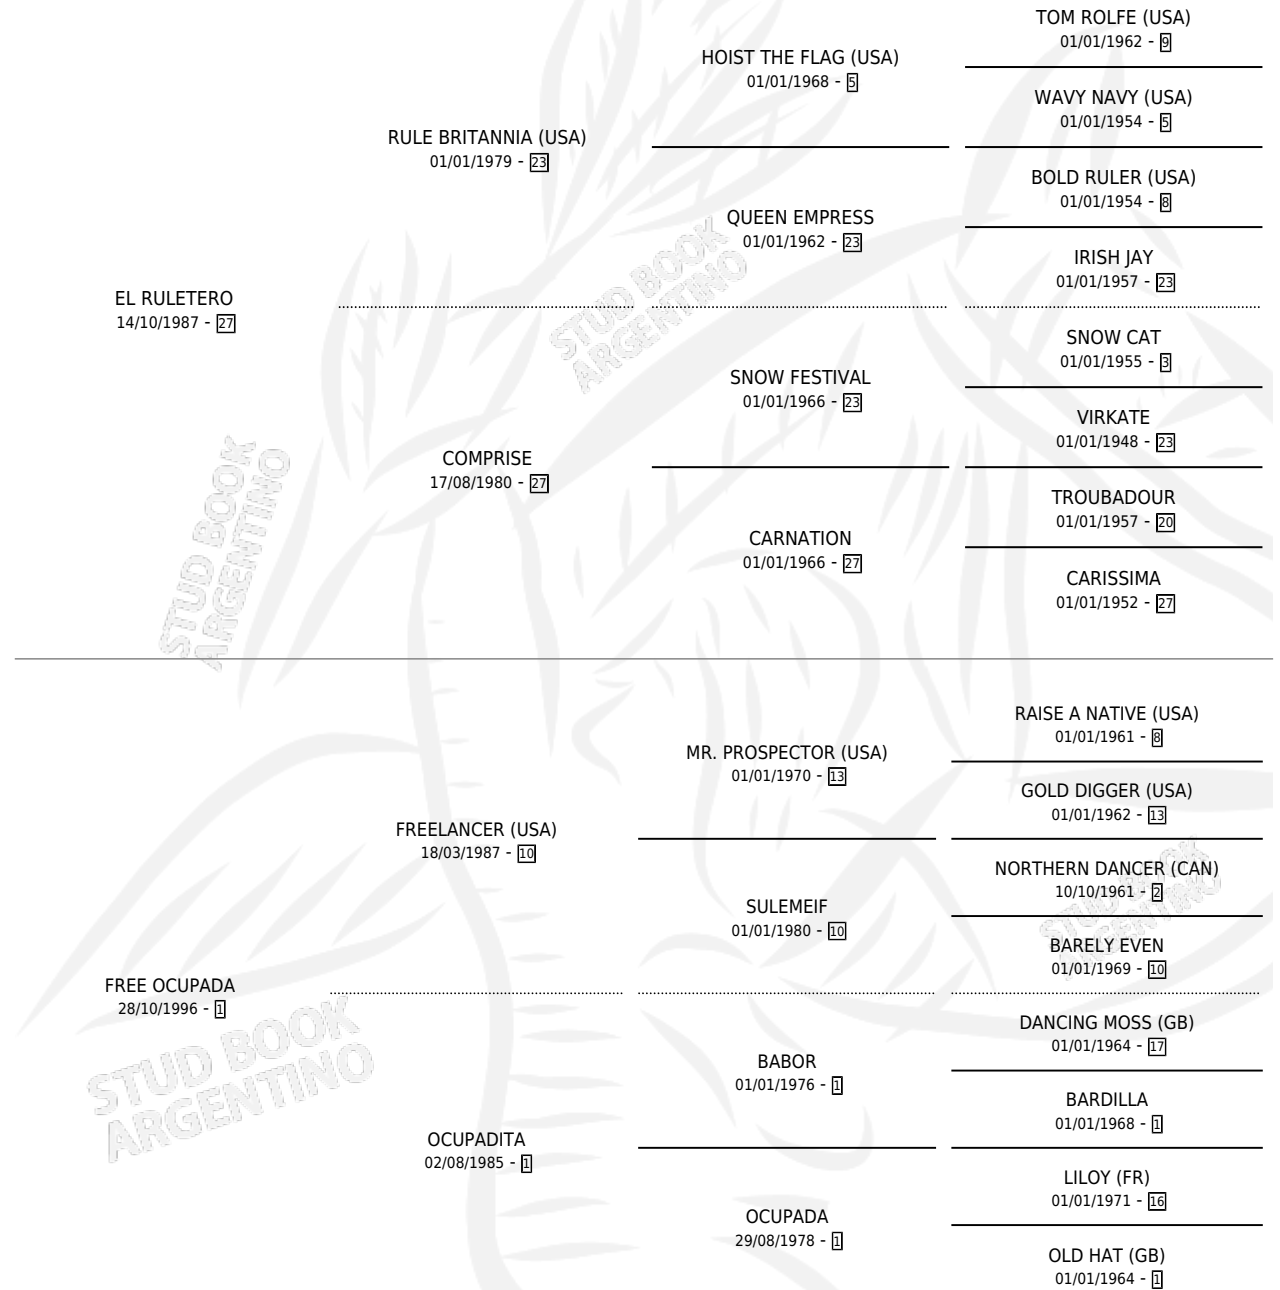 TOM ROLFE (USA)
01/01/1962 - 9
HOIST THE FLAG (USA)
01/01/1968 - 5
WAVY NAVY (USA)
01/01/1954 - 5
RULE BRITANNIA (USA)
01/01/1979 - 23
BOLD RULER (USA)
01/01/1954 - 8
QUEEN EMPRESS
01/01/1962 - 23
IRISH JAY
01/01/1957 - 23
EL RULETERO
14/10/1987 - 27
STUD BOOK
ARGENTINO
SNOW CAT
01/01/1955 - 3
SNOW FESTIVAL
01/01/1966 - 23
VIRKATE
01/01/1948 - 23
COMPRISE
17/08/1980 - 27
TROUBADOUR
01/01/1957 - 20
CARNATION
01/01/1966 - 27
CARISSIMA
01/01/1952 - 27
STUD BOOK
ARGENTINO
RAISE A NATIVE (USA)
01/01/1961 - 8
MR. PROSPECTOR (USA)
01/01/1970 - 13
GOLD DIGGER (USA)
01/01/1962 - 13
FREELANCER (USA)
18/03/1987 - 10
NORTHERN DANCER (CAN)
10/10/1961 - 2
SULEMEIF
01/01/1980 - 10
STUD BOOK
ARGENTINO
BARELY EVEN
01/01/1969 - 10
FREE OCUPADA
28/10/1996 - 1
DANCING MOSS (GB)
01/01/1964 - 17
STUD BOOK
ARGENTINO
BABOR
01/01/1976 - 1
BARDILLA
01/01/1968 - 1
OCUPADITA
02/08/1985 - 1
LILOY (FR)
01/01/1971 - 16
OCUPADA
29/08/1978 - 1
OLD HAT (GB)
01/01/1964 - 1